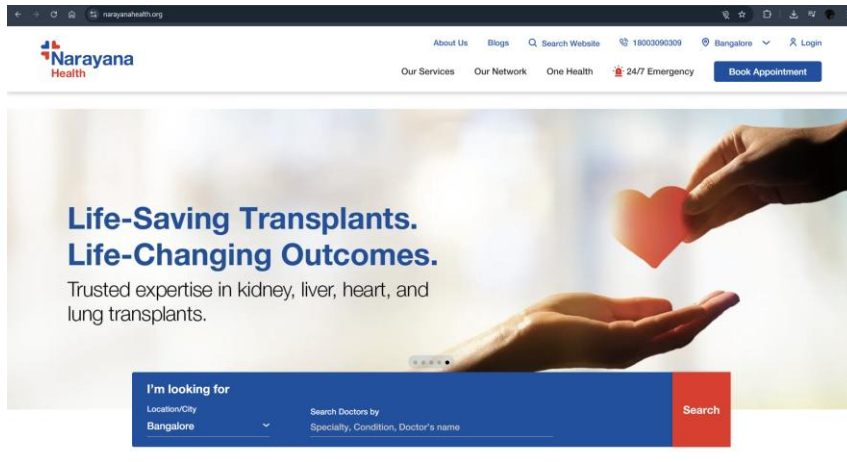 narayanahealth.org
About Us Blogs Search Website 18003090309 Bangalore Login
Narayana
Health
Our Services Our Network One Health 24/7 Emergency Book Appointment
Life-Saving Transplants.
Life-Changing Outcomes.
Trusted expertise in kidney, liver, heart, and
lung transplants.
I'm looking for
Location/City Search Doctors by
Bangalore Specialty, Condition, Doctor's name
Search